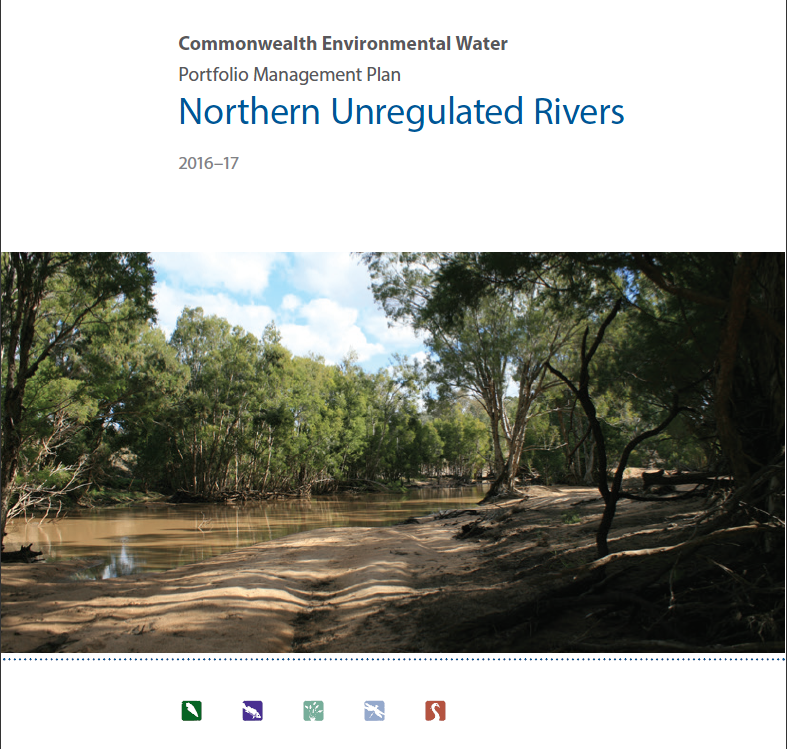 Commonwealth Environmental Water
Portfolio Management Plan
Northern Unregulated Rivers
2016–17